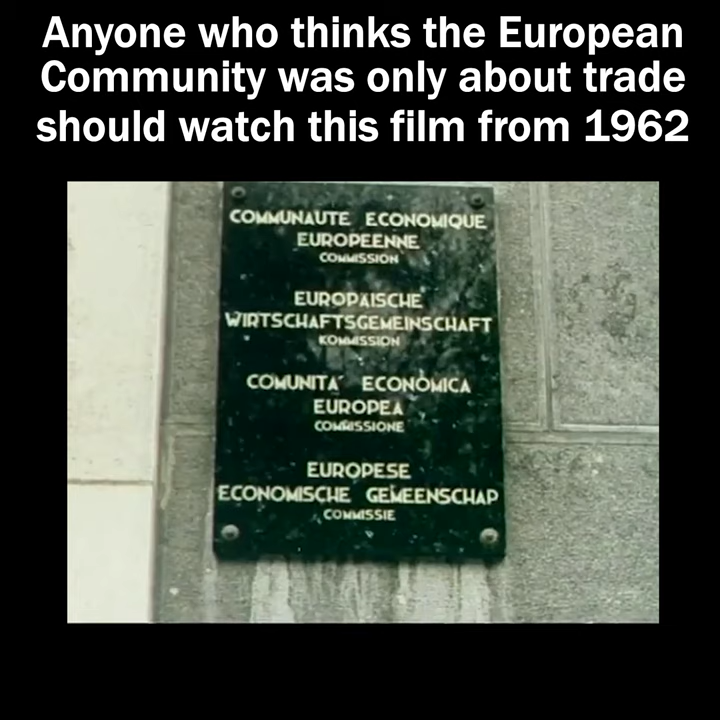 Anyone who thinks the European
Community was only about trade
should watch this film from 1962
COMMUNAUTE ECONOMIQUE
EUROPEENNE
COMMISSION
EUROPÄISCHE
WIRTSCHAFTSGEMEINSCHAFT
KOMMISSION
COMUNITA´ ECONOMICA
EUROPEA
COMMISSIONE
EUROPESE
ECONOMISCHE GEMEENSCHAP
COMMISSIE